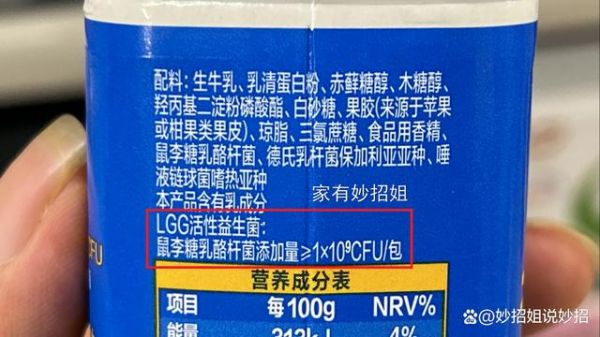 配料：生牛乳、乳清蛋白粉、赤藓糖醇、木糖醇、
羟丙基二淀粉磷酸酯、白砂糖、果胶(来源于苹果
或柑果类果皮)、琼脂、三氯蔗糖、食品用香精、
鼠李糖乳酪杆菌、德氏乳杆菌保加利亚亚种、唾
液链球菌嗜热亚种
本产品含有乳成分
家有妙招姐
LGG活性益生菌：
鼠李糖乳酪杆菌添加量≥1×10⁹CFU/包
CFU
营养成分表
项目 每100g NRV%
能量 313kJ 4%
@妙招姐说妙招